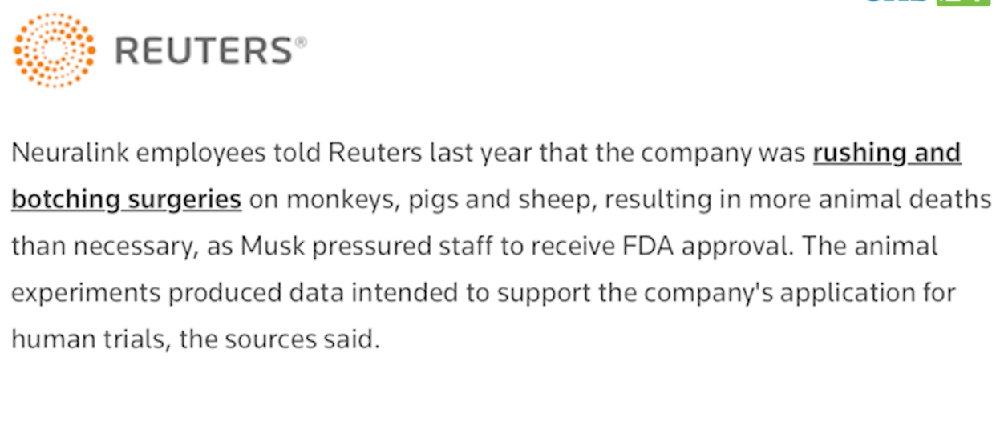 REUTERS®
Neuralink employees told Reuters last year that the company was rushing and
botching surgeries on monkeys, pigs and sheep, resulting in more animal deaths
than necessary, as Musk pressured staff to receive FDA approval. The animal
experiments produced data intended to support the company's application for
human trials, the sources said.